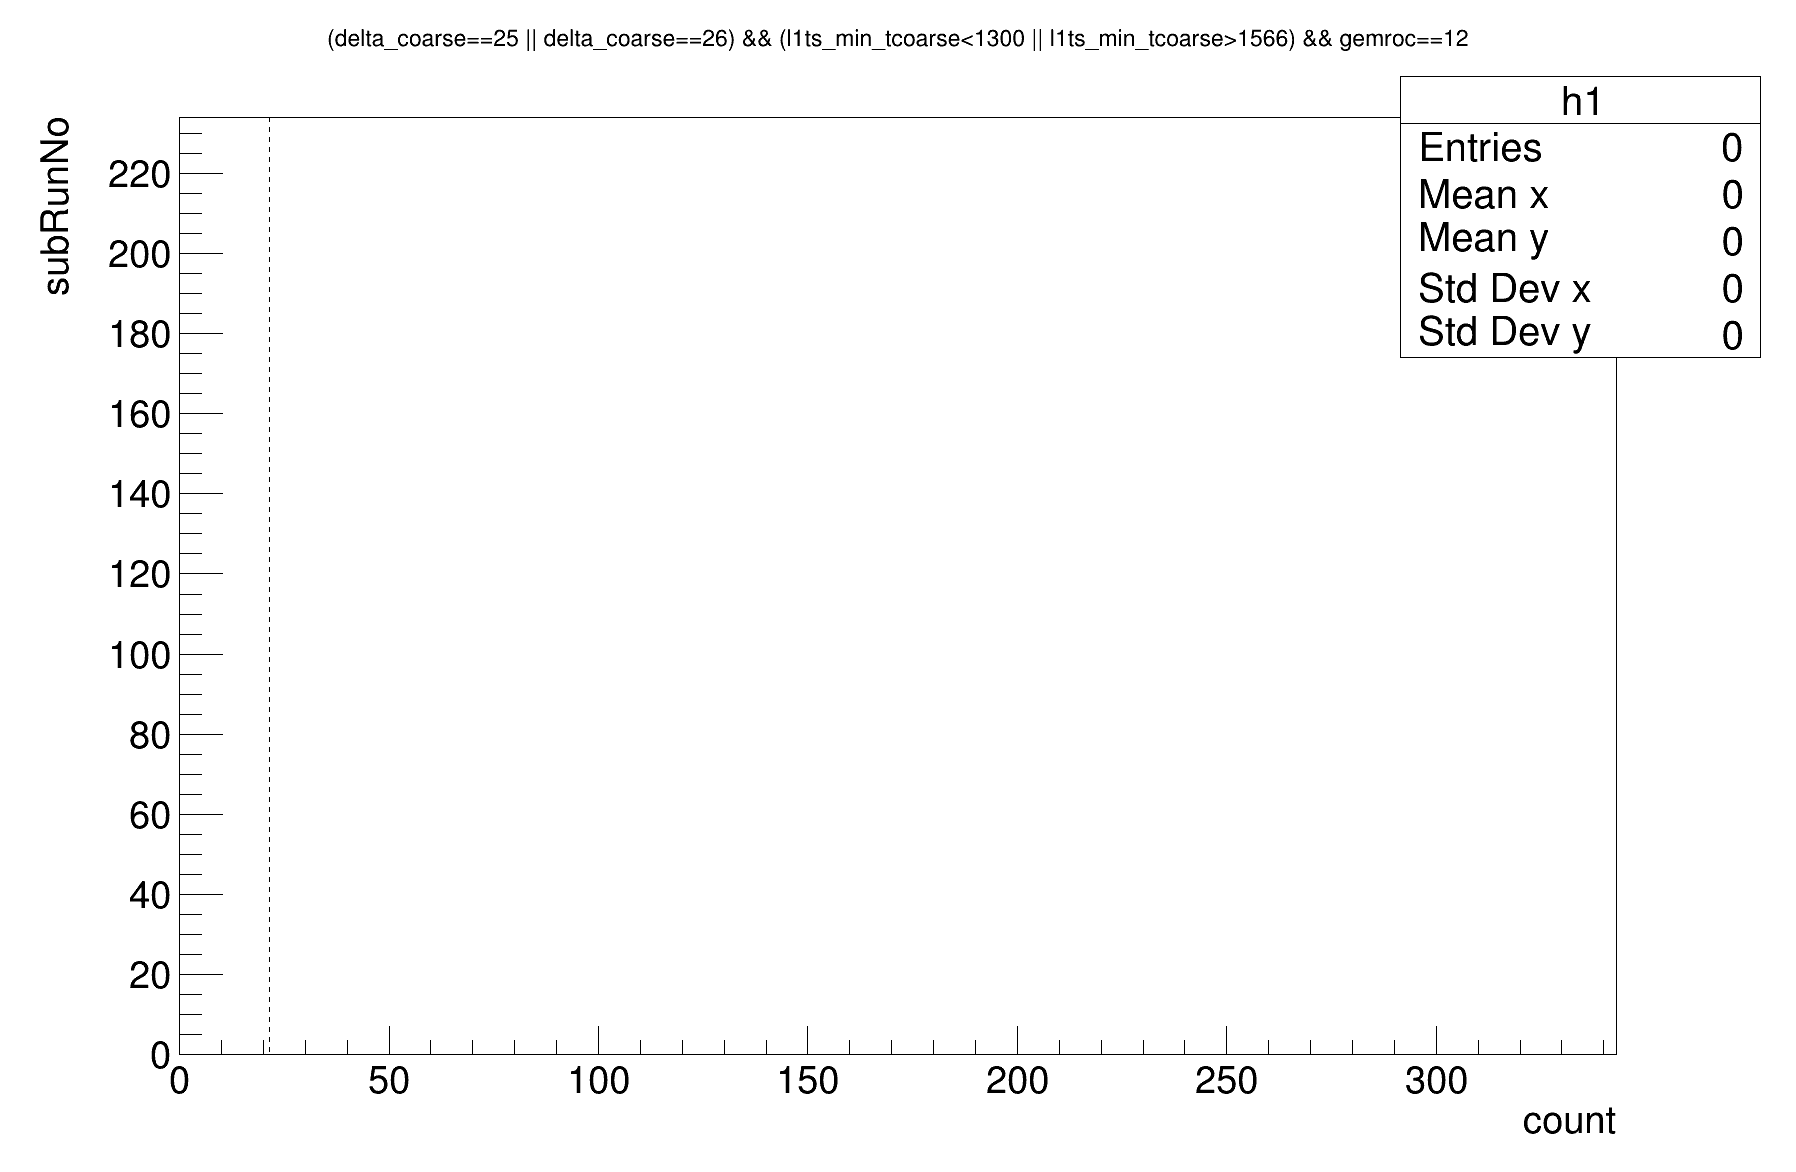 (delta_coarse==25 || delta_coarse==26) && (l1ts_min_tcoarse<1300 || l1ts_min_tcoarse>1566) && gemroc==12
h1
Entries 0
Mean x 0
Mean y 0
Std Dev x 0
Std Dev y 0
subRunNo
220
200
180
160
140
120
100
80
60
40
20
0
0 50 100 150 200 250 300
count